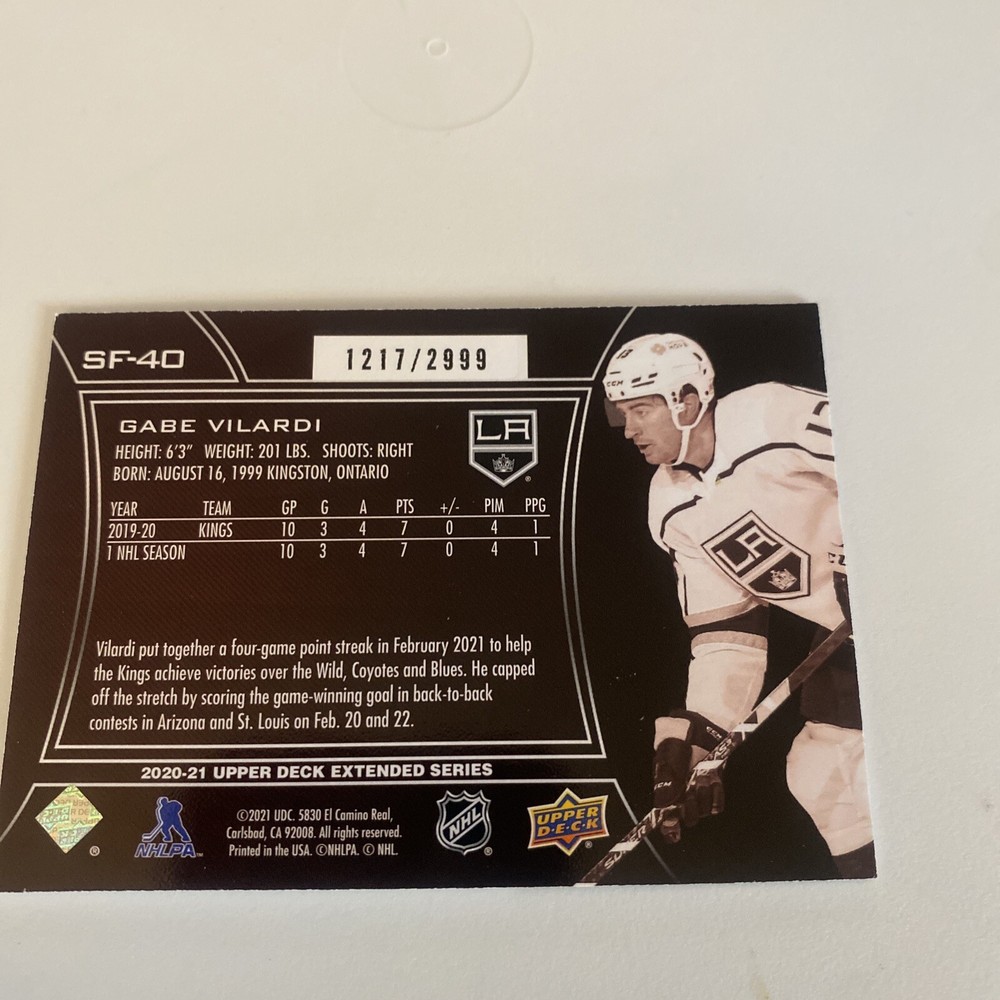 SF-40
1217/2999
GABE VILARDI
HEIGHT: 6'3" WEIGHT: 201 LBS. SHOOTS: RIGHT
BORN: AUGUST 16, 1999 KINGSTON, ONTARIO
LA
YEAR TEAM GP G A PTS +/- PIM PPG
2019-20 KINGS 10 3 4 7 0 4 1
1 NHL SEASON 10 3 4 7 0 4 1
Vilardi put together a four-game point streak in February 2021 to help
the Kings achieve victories over the Wild, Coyotes and Blues. He capped
off the stretch by scoring the game-winning goal in back-to-back
contests in Arizona and St. Louis on Feb. 20 and 22.
2020-21 UPPER DECK EXTENDED SERIES
©2021 UDC. 5830 El Camino Real,
Carlsbad, CA 92008. All rights reserved.
Printed in the USA. ©NHLPA. © NHL.
®
NHLPA™
NHL ®
UPPER
D·E·C·K ®
13
CCM
LA
CCM